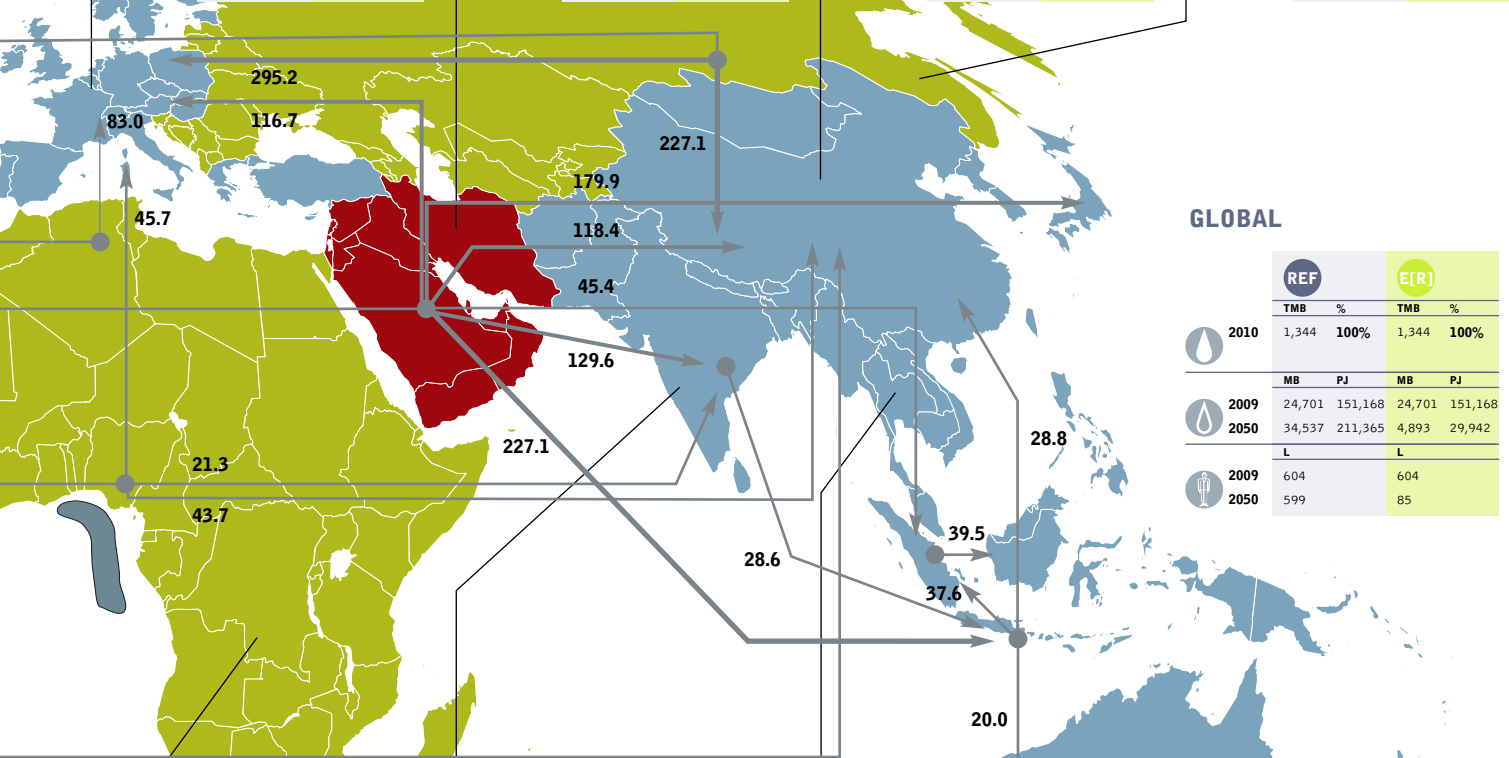 295.2
83.0
116.7
227.1
179.9
45.7
118.4
45.4
129.6
227.1
28.8
21.3
43.7
39.5
28.6
37.6
20.0
GLOBAL
REF E[R]
TMB % TMB %
2010 1,344 100% 1,344 100%
MB PJ MB PJ
2009 24,701 151,168 24,701 151,168
2050 34,537 211,365 4,893 29,942
L L
2009 604 604
2050 599 85